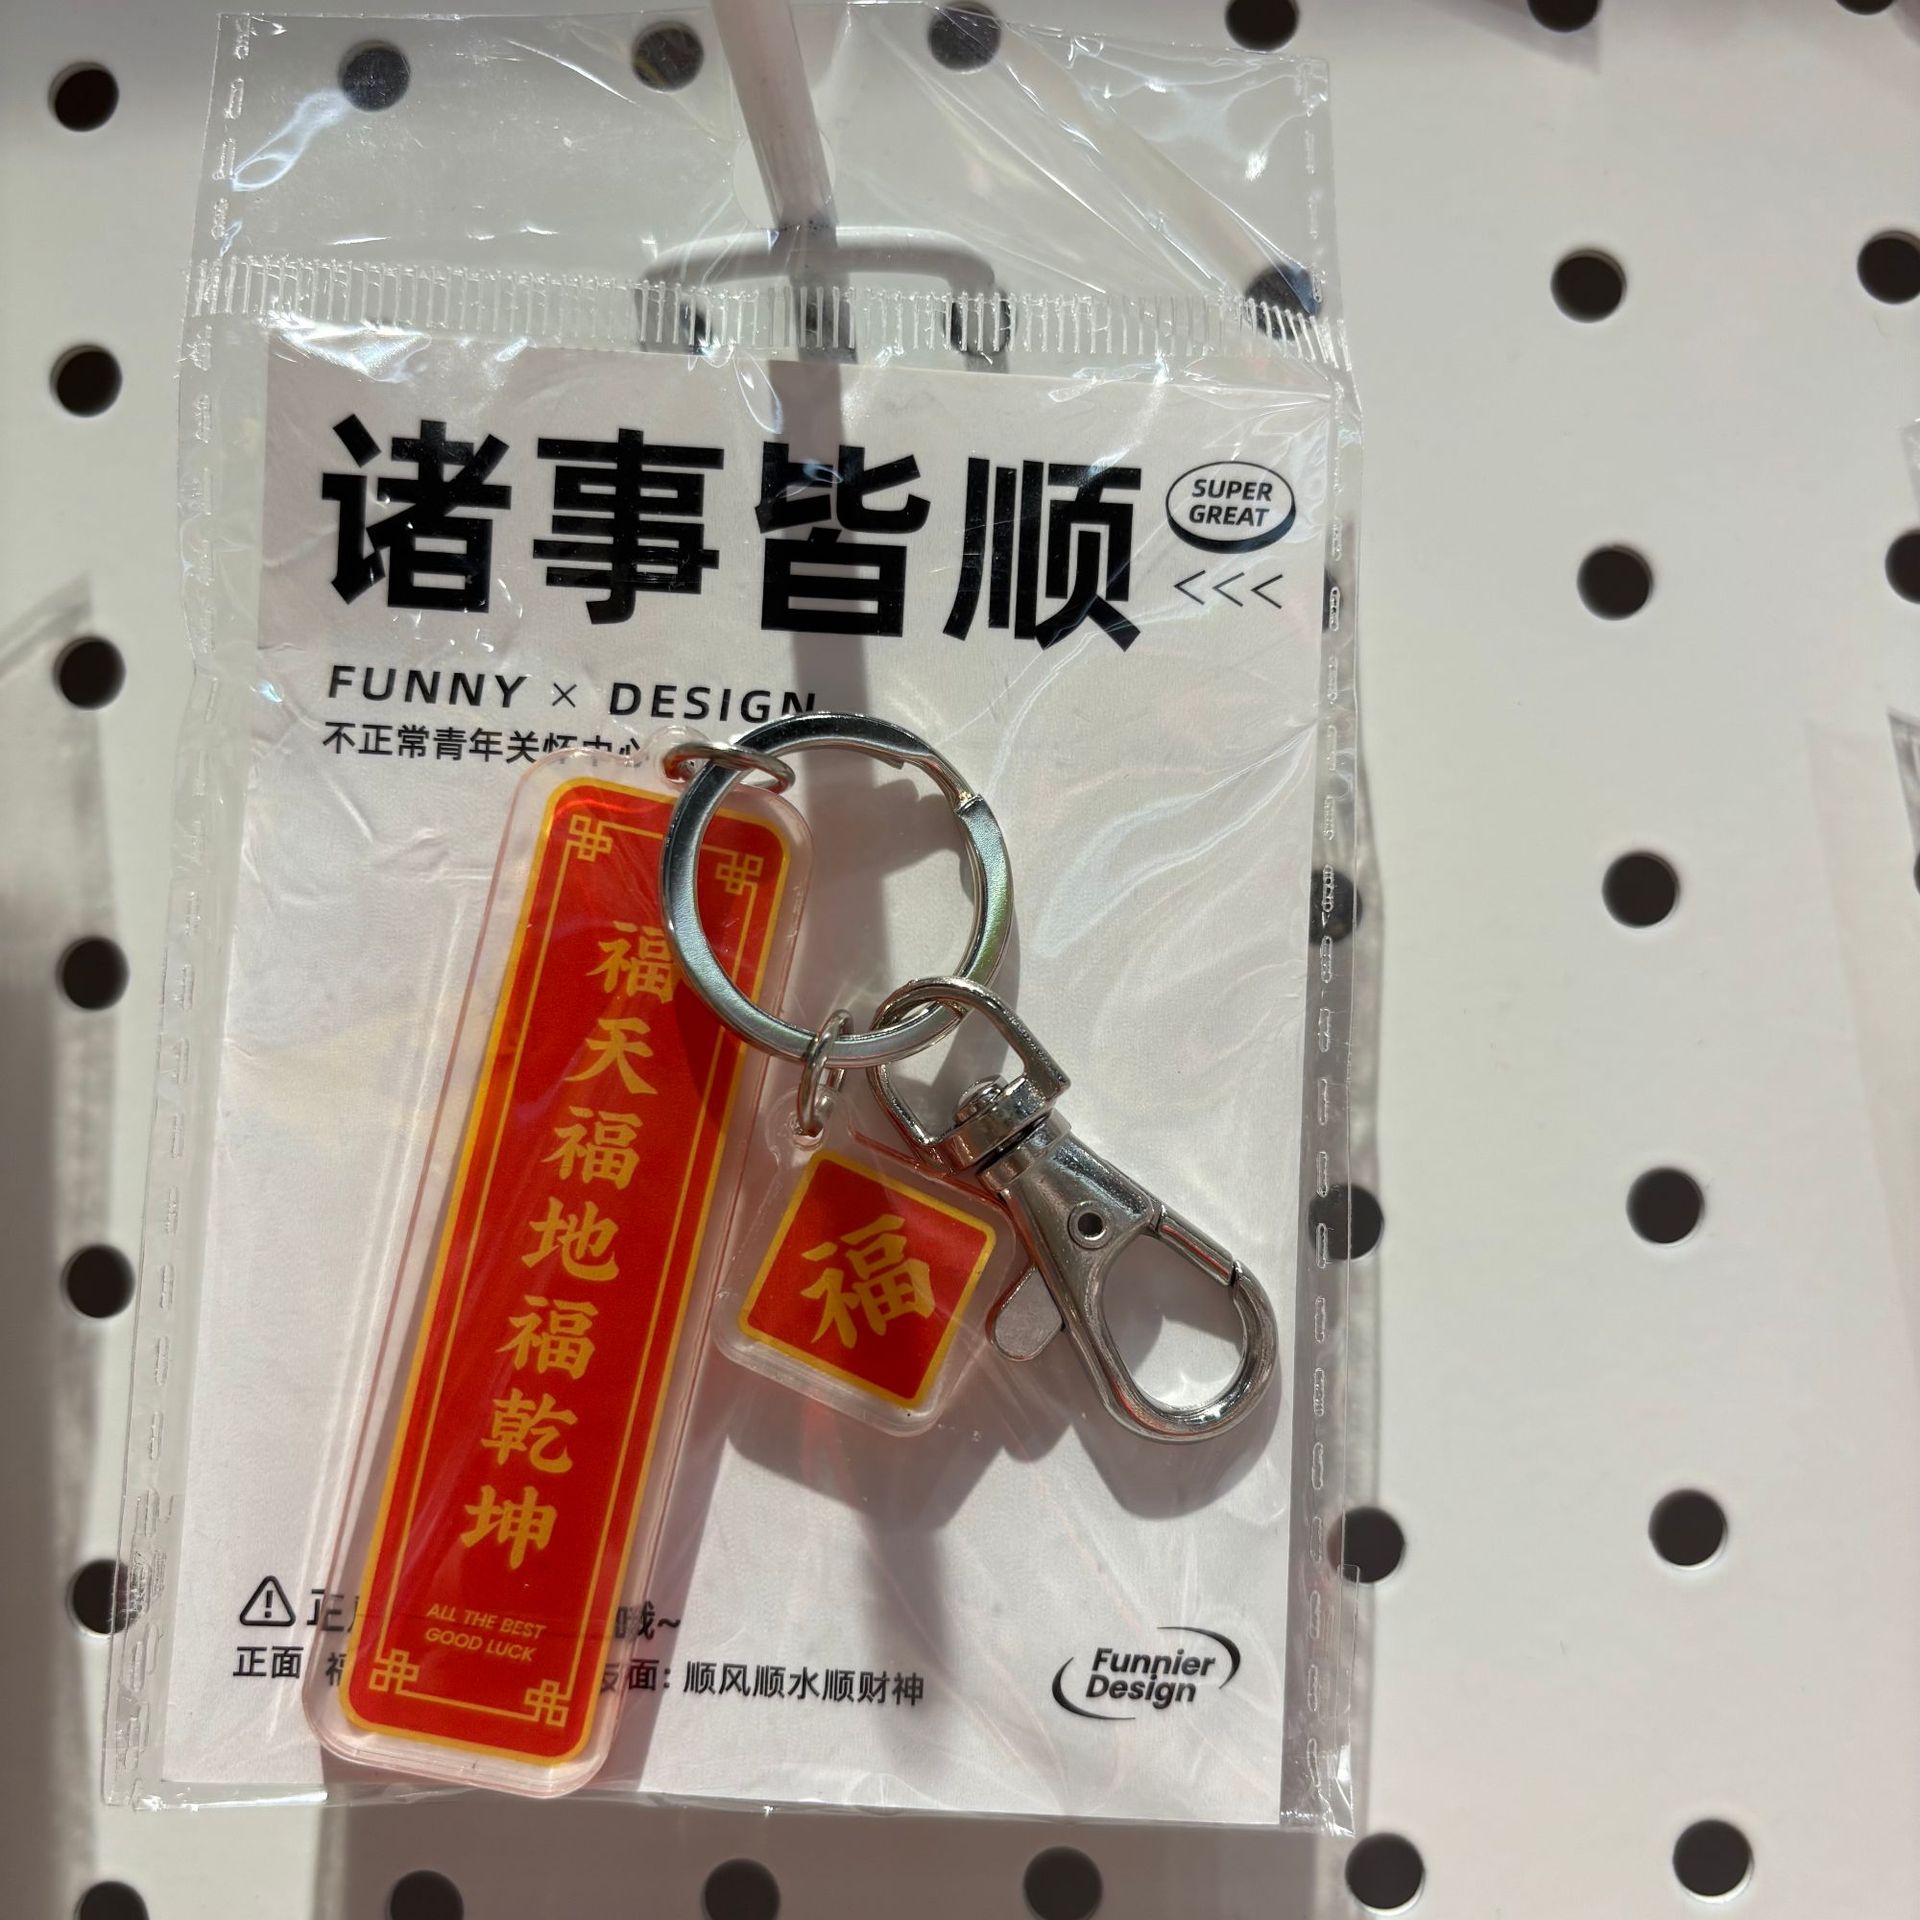 诸事皆顺
SUPER
GREAT
<<<
FUNNY × DESIGN
不正常青年关怀中心
福天福地福乾坤
ALL THE BEST
GOOD LUCK
福
正面 福
反面：顺风顺水顺财神
Funnier
Design